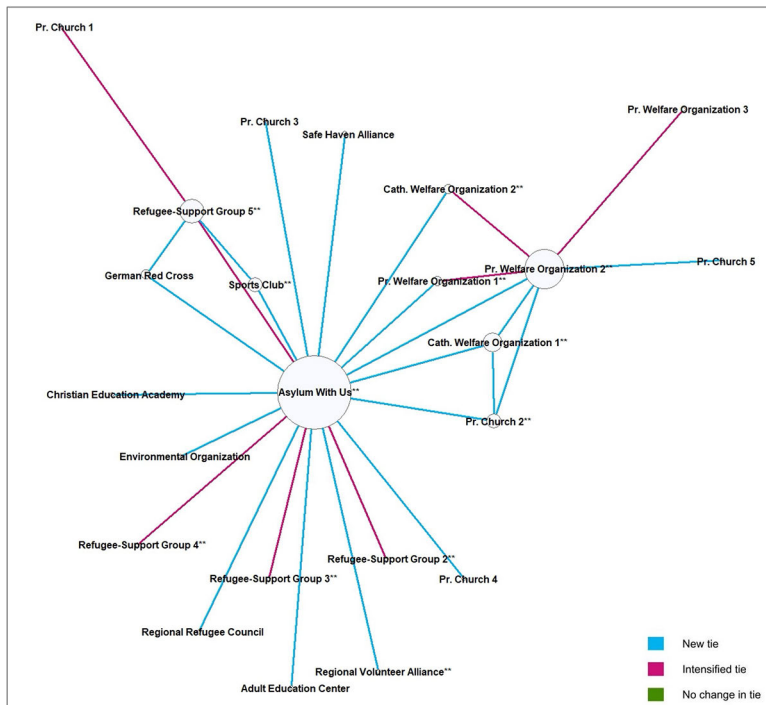 Pr. Church 1
Pr. Welfare Organization 3
Pr. Church 3
Safe Haven Alliance
Cath. Welfare Organization 2**
Refugee-Support Group 5**
Pr. Church 5
Pr. Welfare Organization 2**
German Red Cross
Sports Club**
Pr. Welfare Organization 1**
Cath. Welfare Organization 1**
Asylum With Us**
Christian Education Academy
Pr. Church 2**
Environmental Organization
Refugee-Support Group 4**
Refugee-Support Group 2**
Refugee-Support Group 3**
Pr. Church 4
Regional Refugee Council
Regional Volunteer Alliance**
Adult Education Center
New tie
Intensified tie
No change in tie